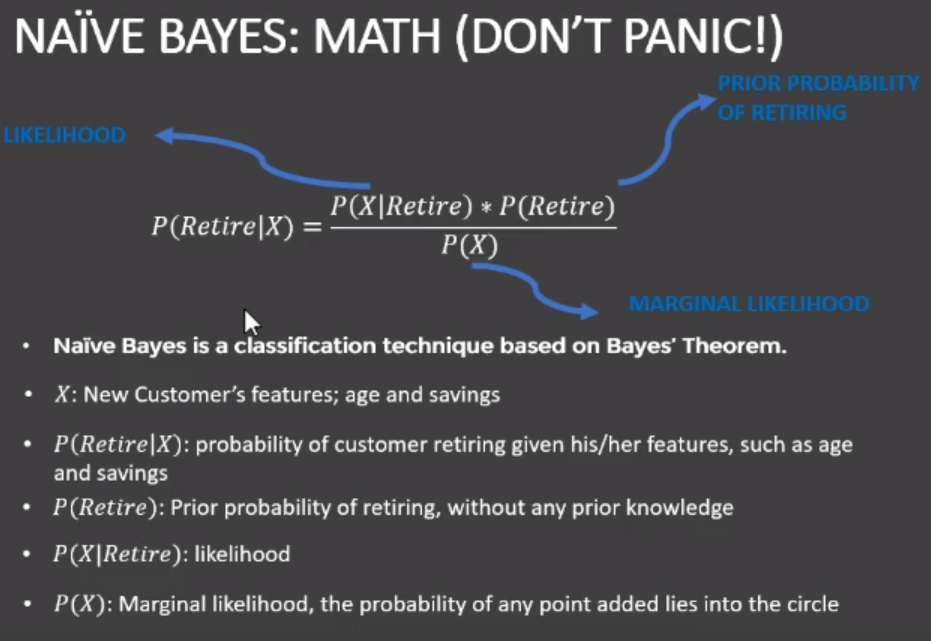 NAÏVE BAYES: MATH (DON'T PANIC!)
PRIOR PROBABILITY
OF RETIRING
LIKELIHOOD
P(Retire|X) = P(X|Retire) * P(Retire)
P(X)
MARGINAL LIKELIHOOD
• Naïve Bayes is a classification technique based on Bayes' Theorem.
• X: New Customer's features; age and savings
• P(Retire|X): probability of customer retiring given his/her features, such as age
and savings
• P(Retire): Prior probability of retiring, without any prior knowledge
• P(X|Retire): likelihood
• P(X): Marginal likelihood, the probability of any point added lies into the circle